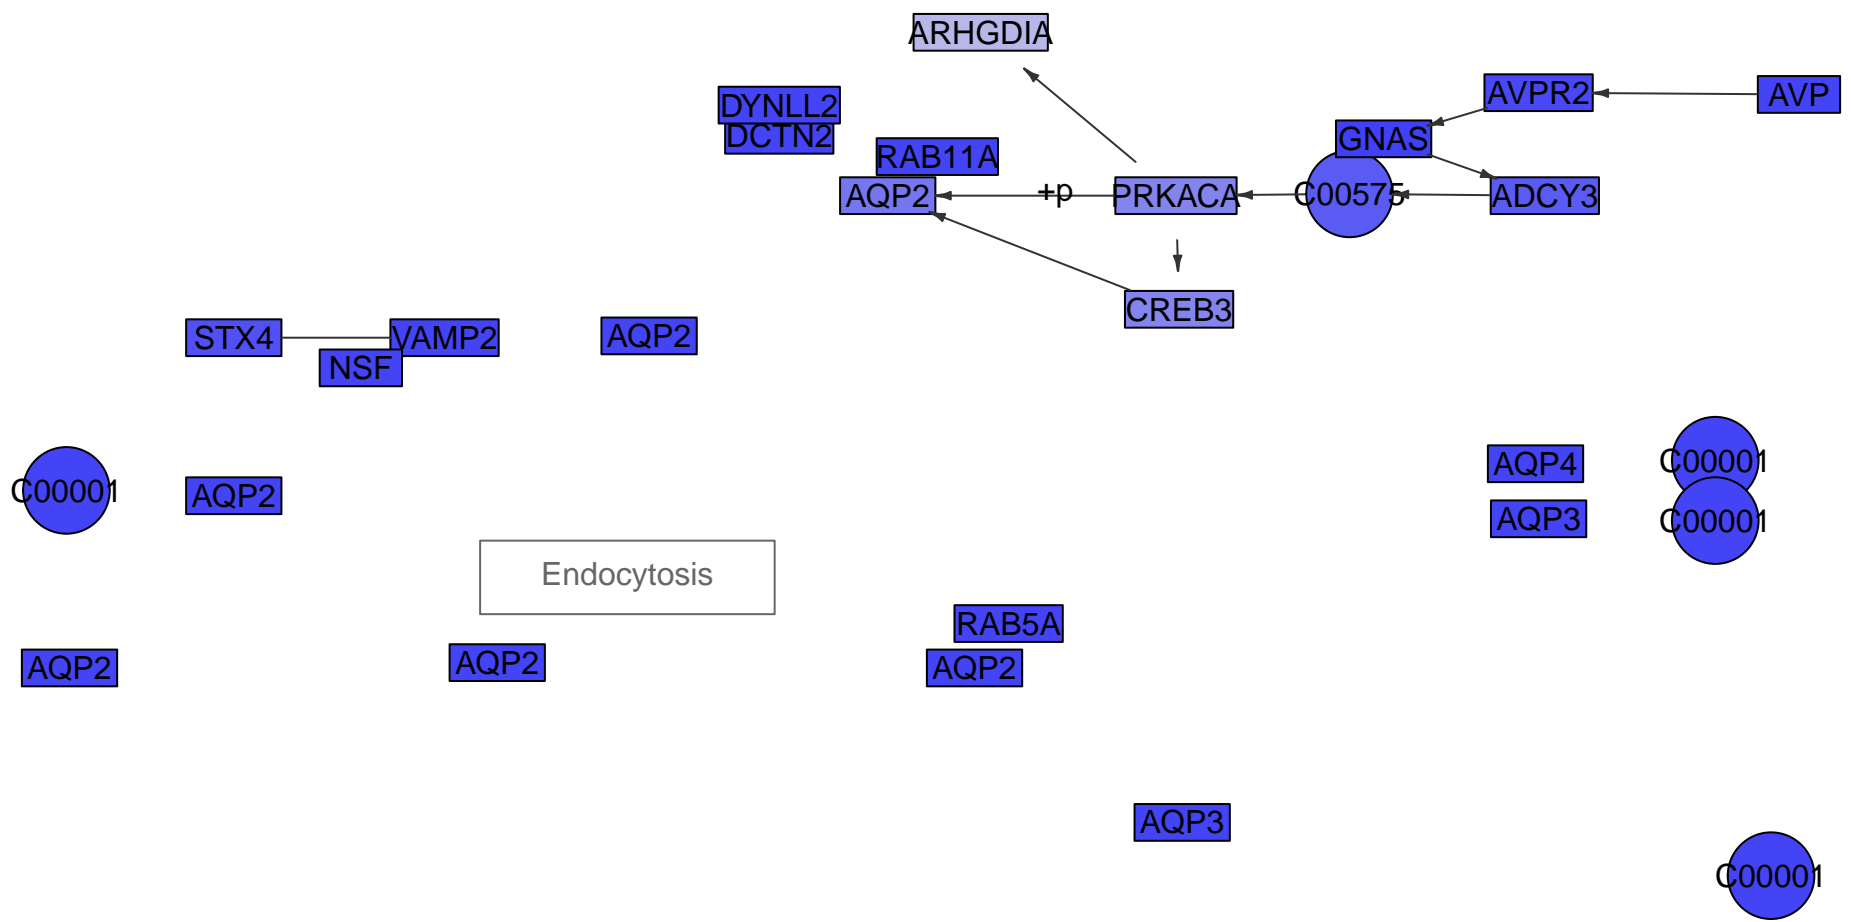 ARHGDIA
DYNLL2
AVPR2
AVP
DCTN2
GNAS
RAB11A
AQP2
+p
PRKACA
C00575
ADCY3
CREB3
STX4
VAMP2
AQP2
NSF
C00001
AQP2
AQP4
C00001
AQP3
C00001
Endocytosis
RAB5A
AQP2
AQP2
AQP2
AQP3
C00001